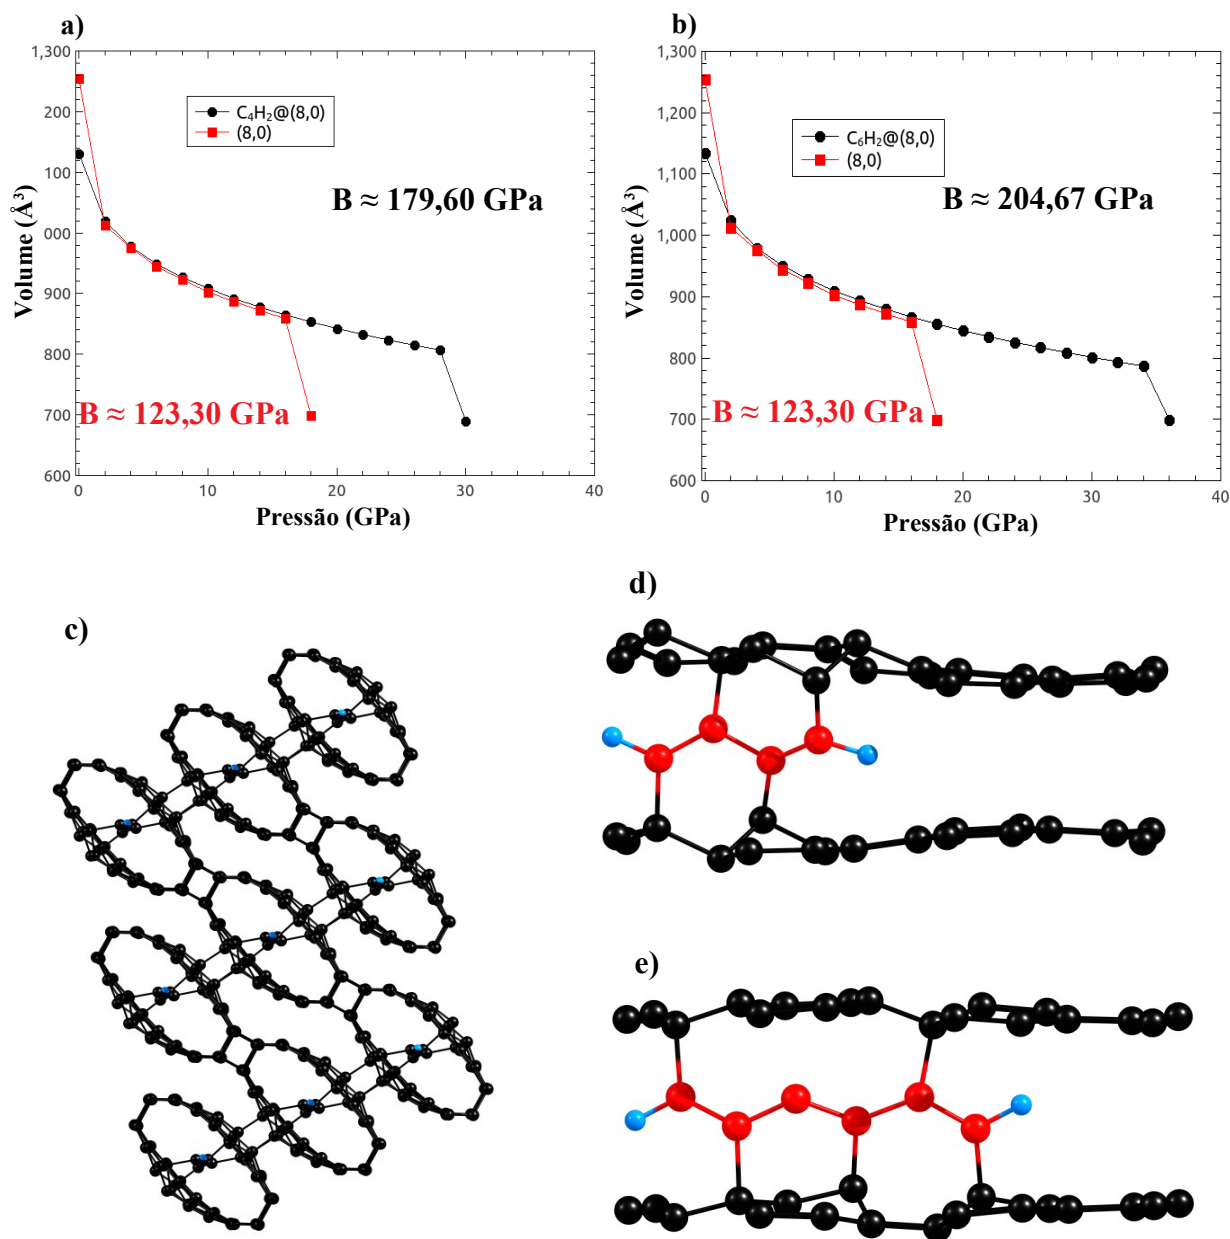 a)
1,300
200
100
000
900
800
700
600
Volume (Å³)
C₄H₂@(8,0)
(8,0)
B ≈ 179,60 GPa
B ≈ 123,30 GPa
0 10 20 30 40
Pressão (GPa)
b)
1,300
1,200
1,100
1,000
900
800
700
600
Volume (Å³)
C₆H₂@(8,0)
(8,0)
B ≈ 204,67 GPa
B ≈ 123,30 GPa
0 10 20 30 40
Pressão (GPa)
c)
d)
e)